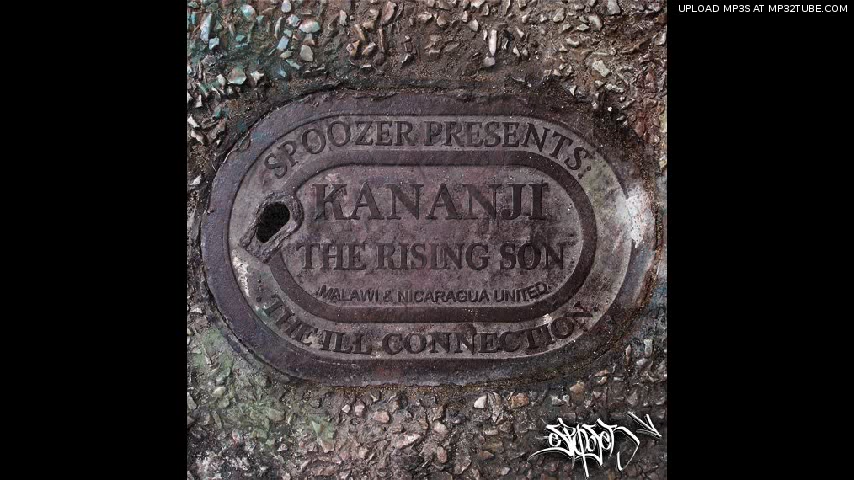 UPLOAD MP3S AT MP32TUBE.COM
SPOOZER PRESENTS:
KANANJI
THE RISING SON
MALAWI & NICARAGUA UNITED
THE ILL CONNECTION